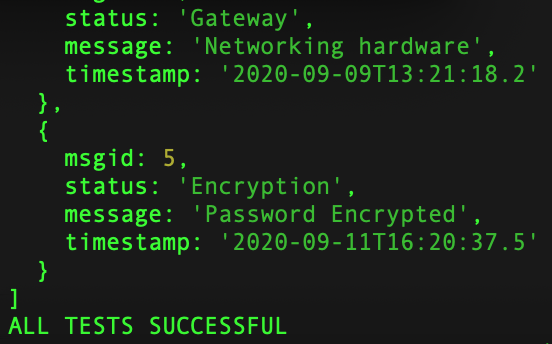 status: 'Gateway',
message: 'Networking hardware',
timestamp: '2020-09-09T13:21:18.2'
},
{
msgid: 5,
status: 'Encryption',
message: 'Password Encrypted',
timestamp: '2020-09-11T16:20:37.5'
}
]
ALL TESTS SUCCESSFUL